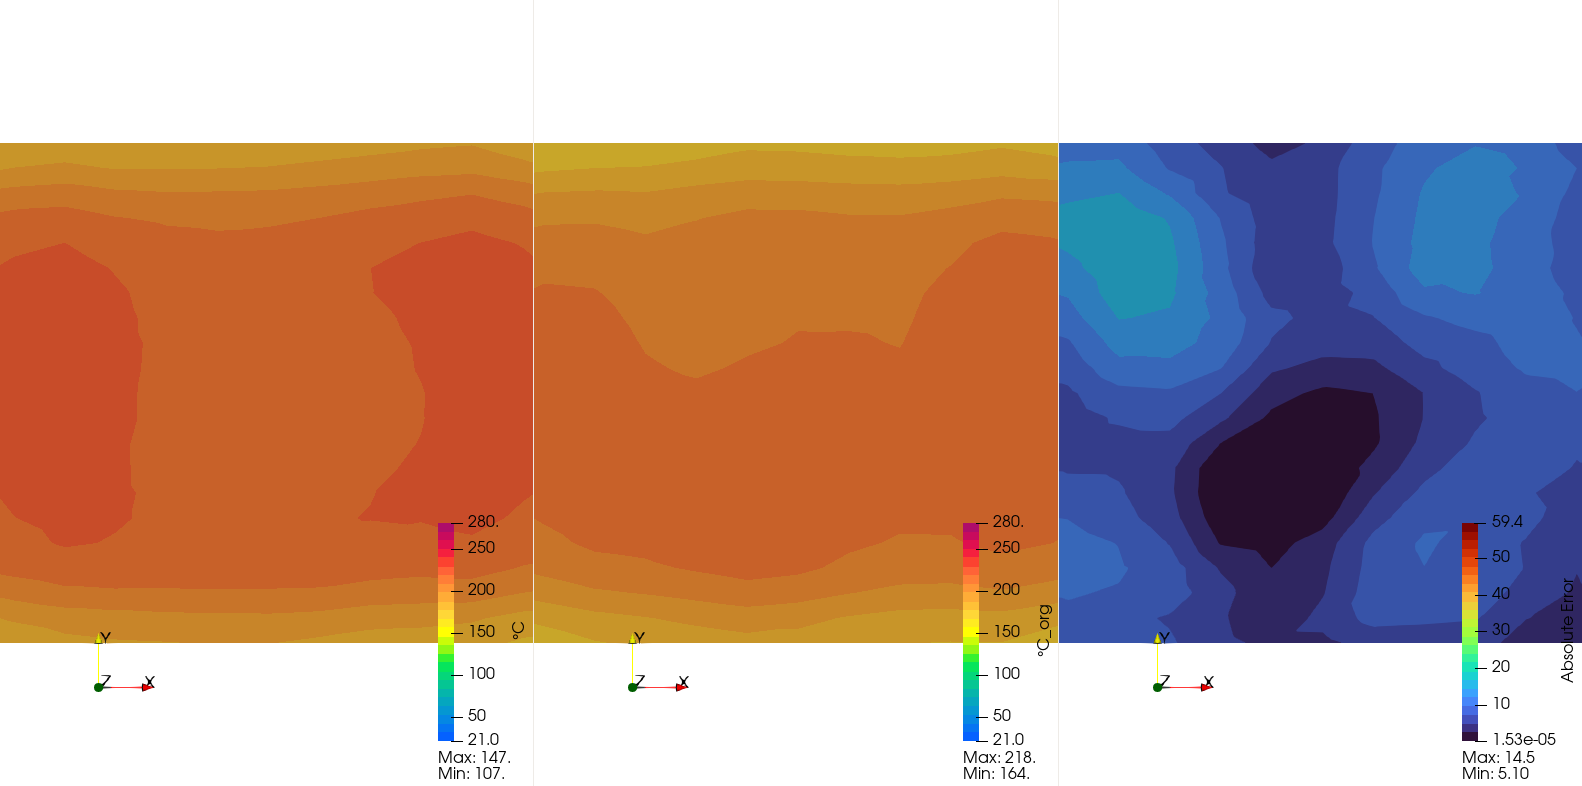 280.
250
200
150
100
50
21.0
°C
Max: 147.
Min: 107.
Y
Z
X
280.
250
200
150
100
50
21.0
°C_org
Max: 218.
Min: 164.
Y
Z
X
59.4
50
40
30
20
10
1.53e-05
Absolute Error
Max: 14.5
Min: 5.10
Y
Z
X